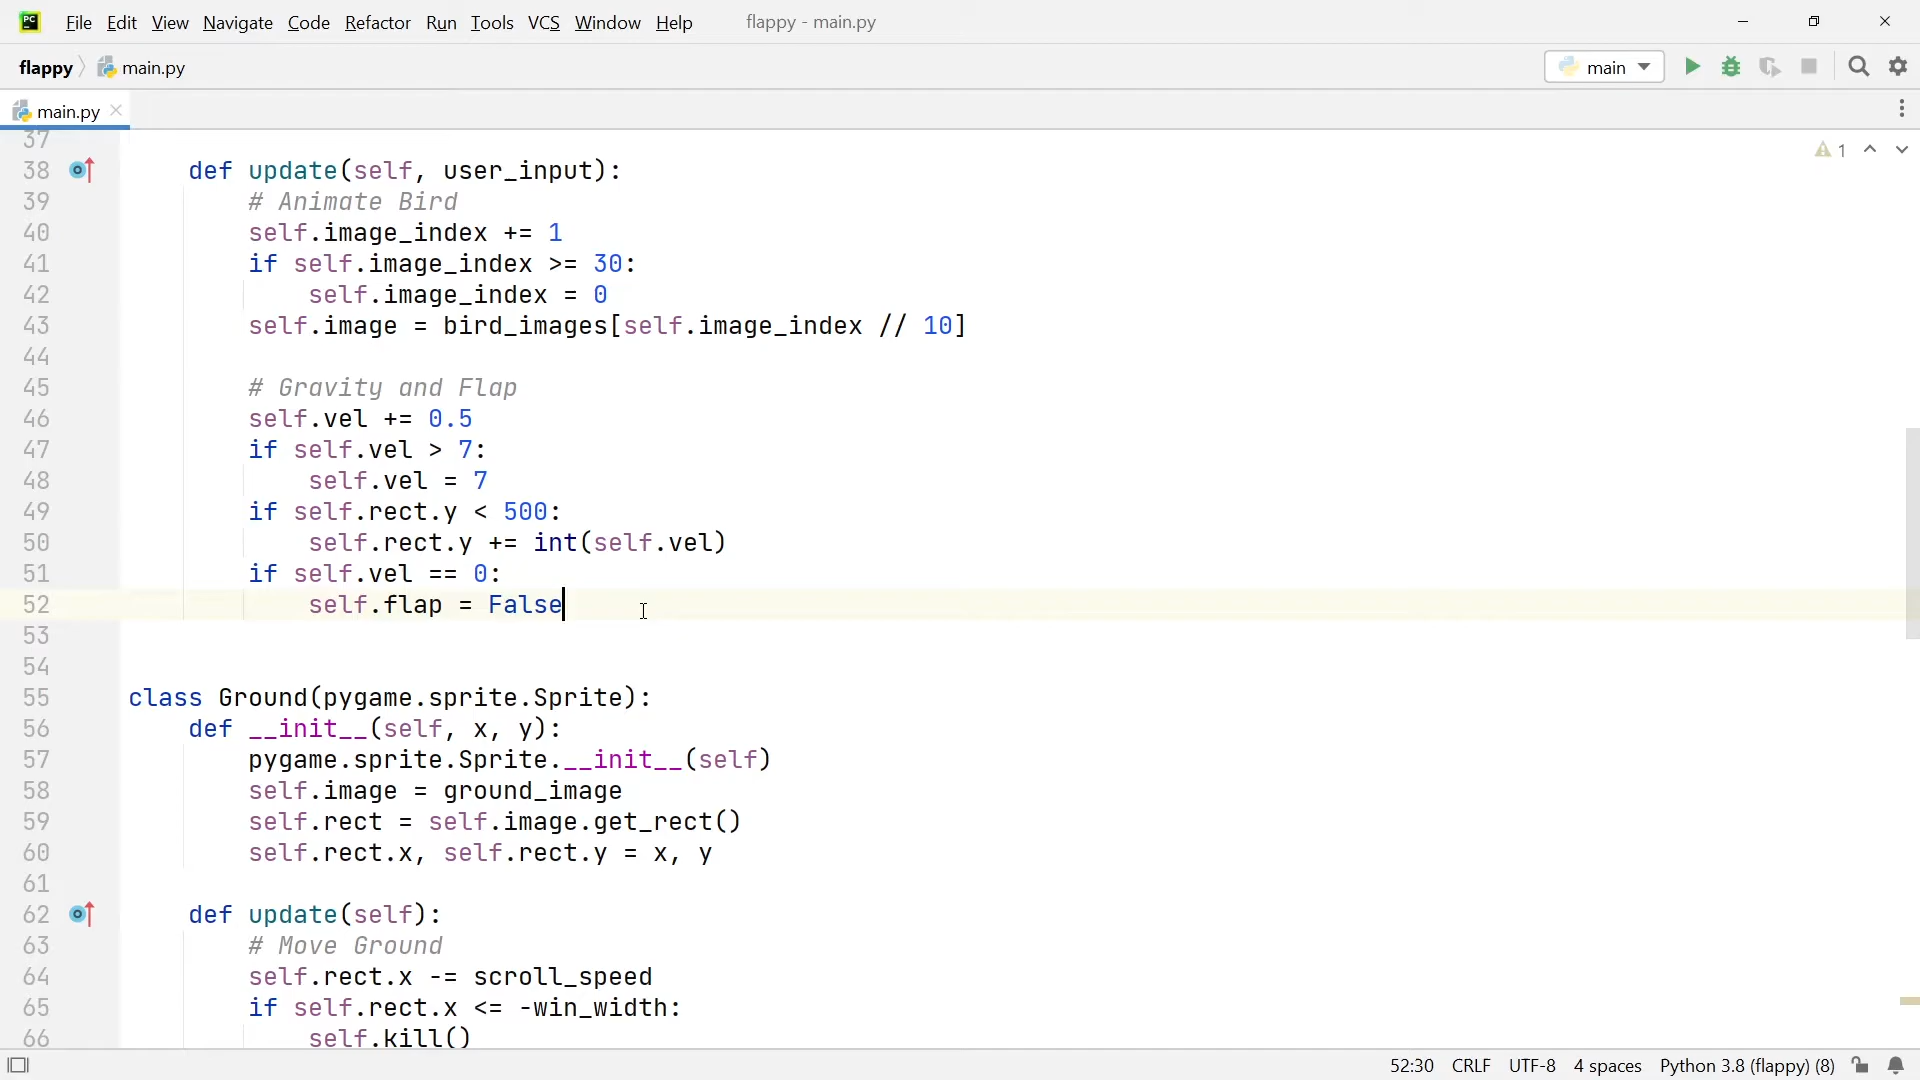 PC File Edit View Navigate Code Refactor Run Tools VCS Window Help flappy - main.py
flappy main.py main
main.py
37
38 def update(self, user_input):
39 # Animate Bird
40 self.image_index += 1
41 if self.image_index >= 30:
42 self.image_index = 0
43 self.image = bird_images[self.image_index // 10]
44
45 # Gravity and Flap
46 self.vel += 0.5
47 if self.vel > 7:
48 self.vel = 7
49 if self.rect.y < 500:
50 self.rect.y += int(self.vel)
51 if self.vel == 0:
52 self.flap = False
53
54
55 class Ground(pygame.sprite.Sprite):
56 def __init__(self, x, y):
57 pygame.sprite.Sprite.__init__(self)
58 self.image = ground_image
59 self.rect = self.image.get_rect()
60 self.rect.x, self.rect.y = x, y
61
62 def update(self):
63 # Move Ground
64 self.rect.x -= scroll_speed
65 if self.rect.x <= -win_width:
66 self.kill()
1
52:30 CRLF UTF-8 4 spaces Python 3.8 (flappy) (8)